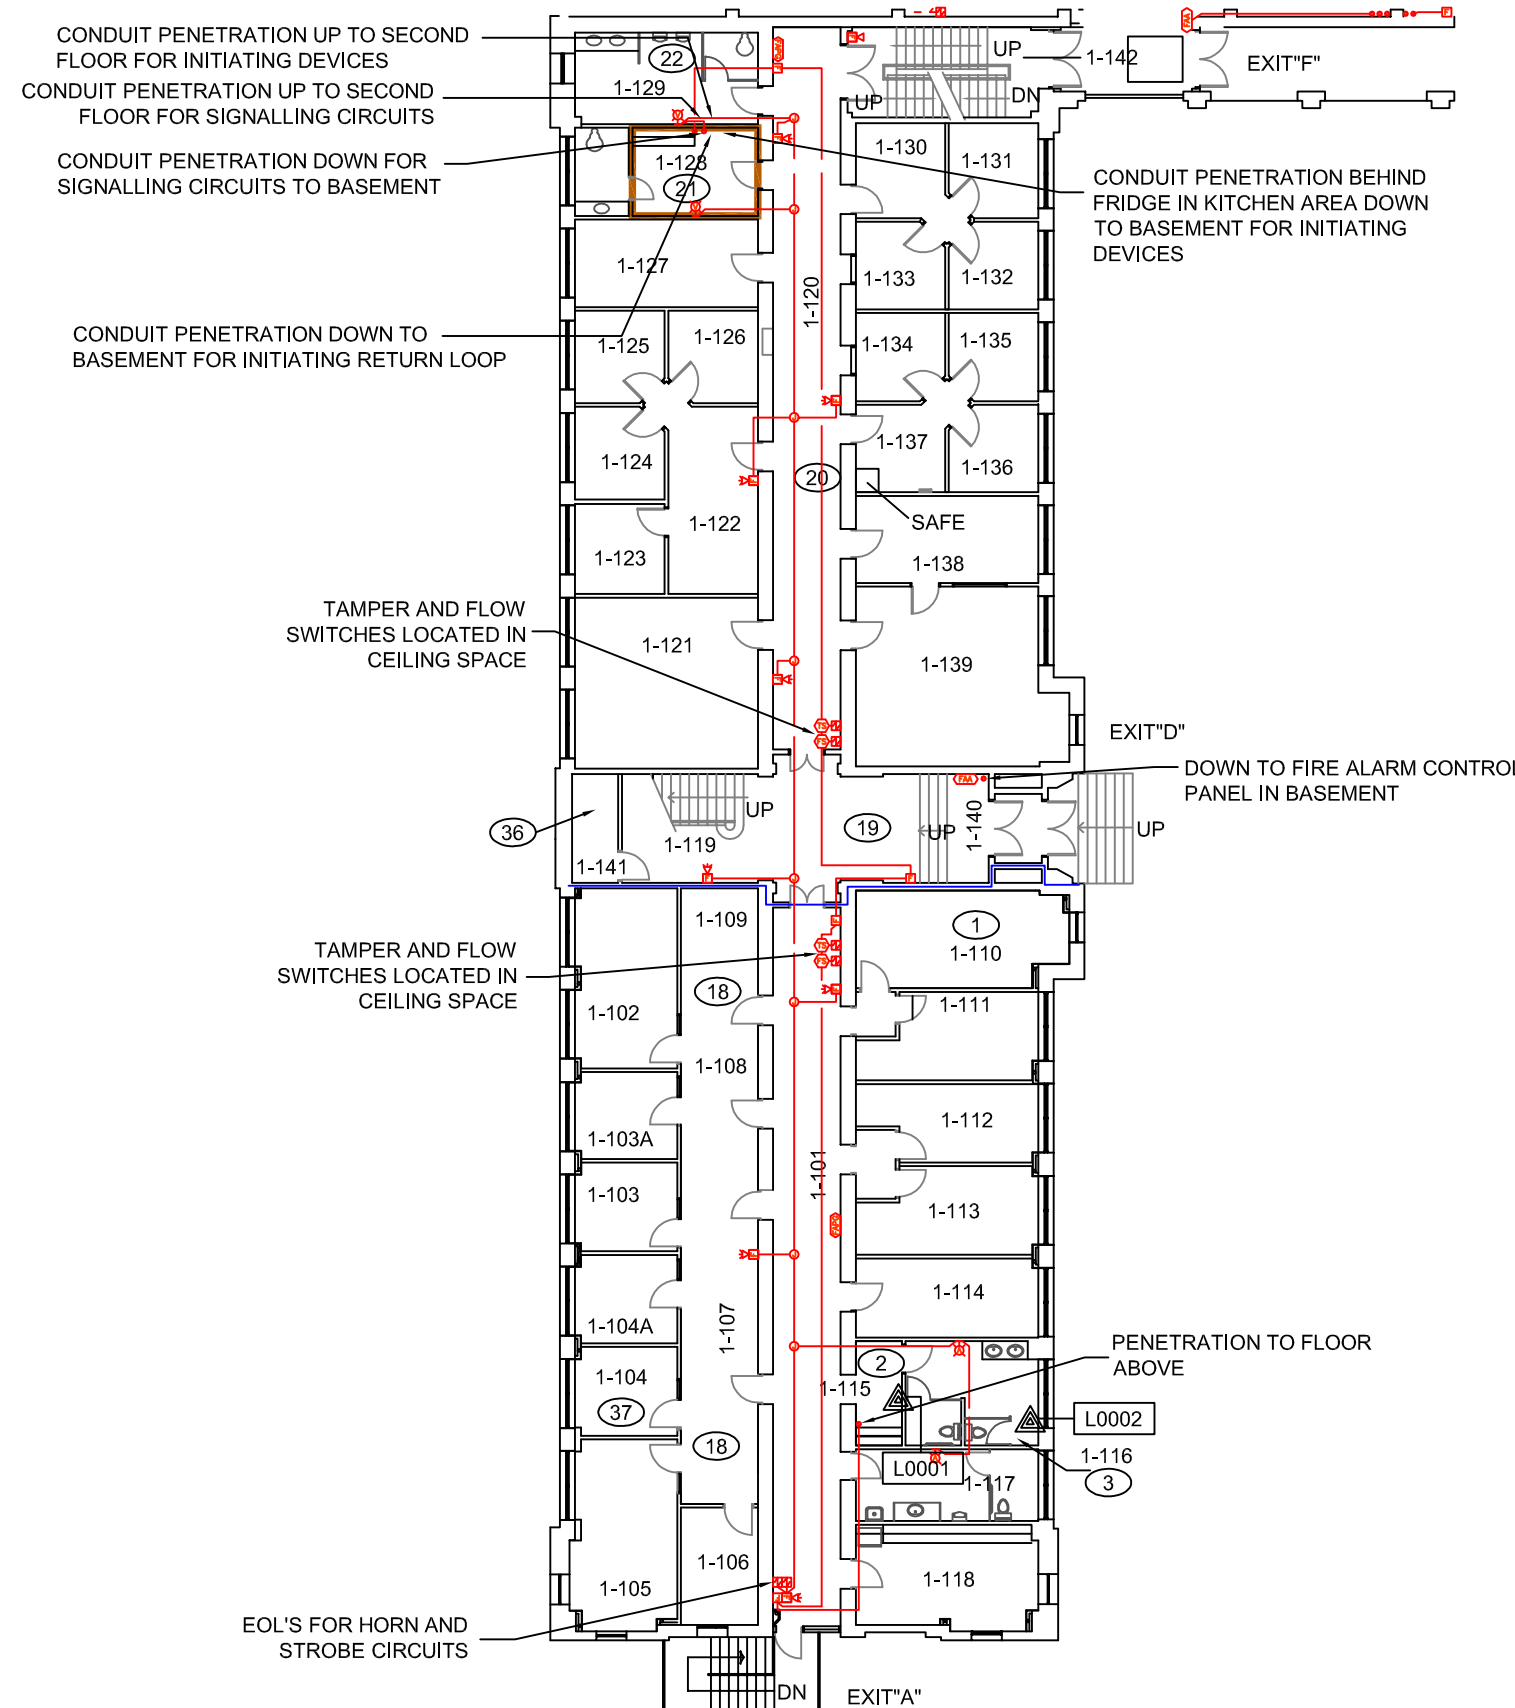 CONDUIT PENETRATION UP TO SECOND
FLOOR FOR INITIATING DEVICES
CONDUIT PENETRATION UP TO SECOND
FLOOR FOR SIGNALLING CIRCUITS
CONDUIT PENETRATION DOWN FOR
SIGNALLING CIRCUITS TO BASEMENT
CONDUIT PENETRATION DOWN TO
BASEMENT FOR INITIATING RETURN LOOP
22
1-129
1-128
21
1-127
1-125
1-126
1-124
1-122
1-123
1-121
1-120
20
FAPO
UP
UP
DN
1-142
EXIT"F"
FAA
F
1-130
1-131
CONDUIT PENETRATION BEHIND
FRIDGE IN KITCHEN AREA DOWN
TO BASEMENT FOR INITIATING
DEVICES
1-133
1-132
1-134
1-135
1-137
1-136
SAFE
1-138
1-139
TAMPER AND FLOW
SWITCHES LOCATED IN
CEILING SPACE
TS
FS
EXIT"D"
FAA
DOWN TO FIRE ALARM CONTROL
PANEL IN BASEMENT
36
1-141
1-119
UP
19
UP
1-140
UP
TAMPER AND FLOW
SWITCHES LOCATED IN
CEILING SPACE
TS
FS
1-109
18
1-102
1-108
1-103A
1-103
1-104A
1-107
1-104
37
18
1-105
1-106
1-101
FAPO
1
1-110
1-111
1-112
1-113
1-114
2
1-115
PENETRATION TO FLOOR
ABOVE
L0002
1-116
3
L0001
1-117
1-118
EOL'S FOR HORN AND
STROBE CIRCUITS
DN
EXIT"A"